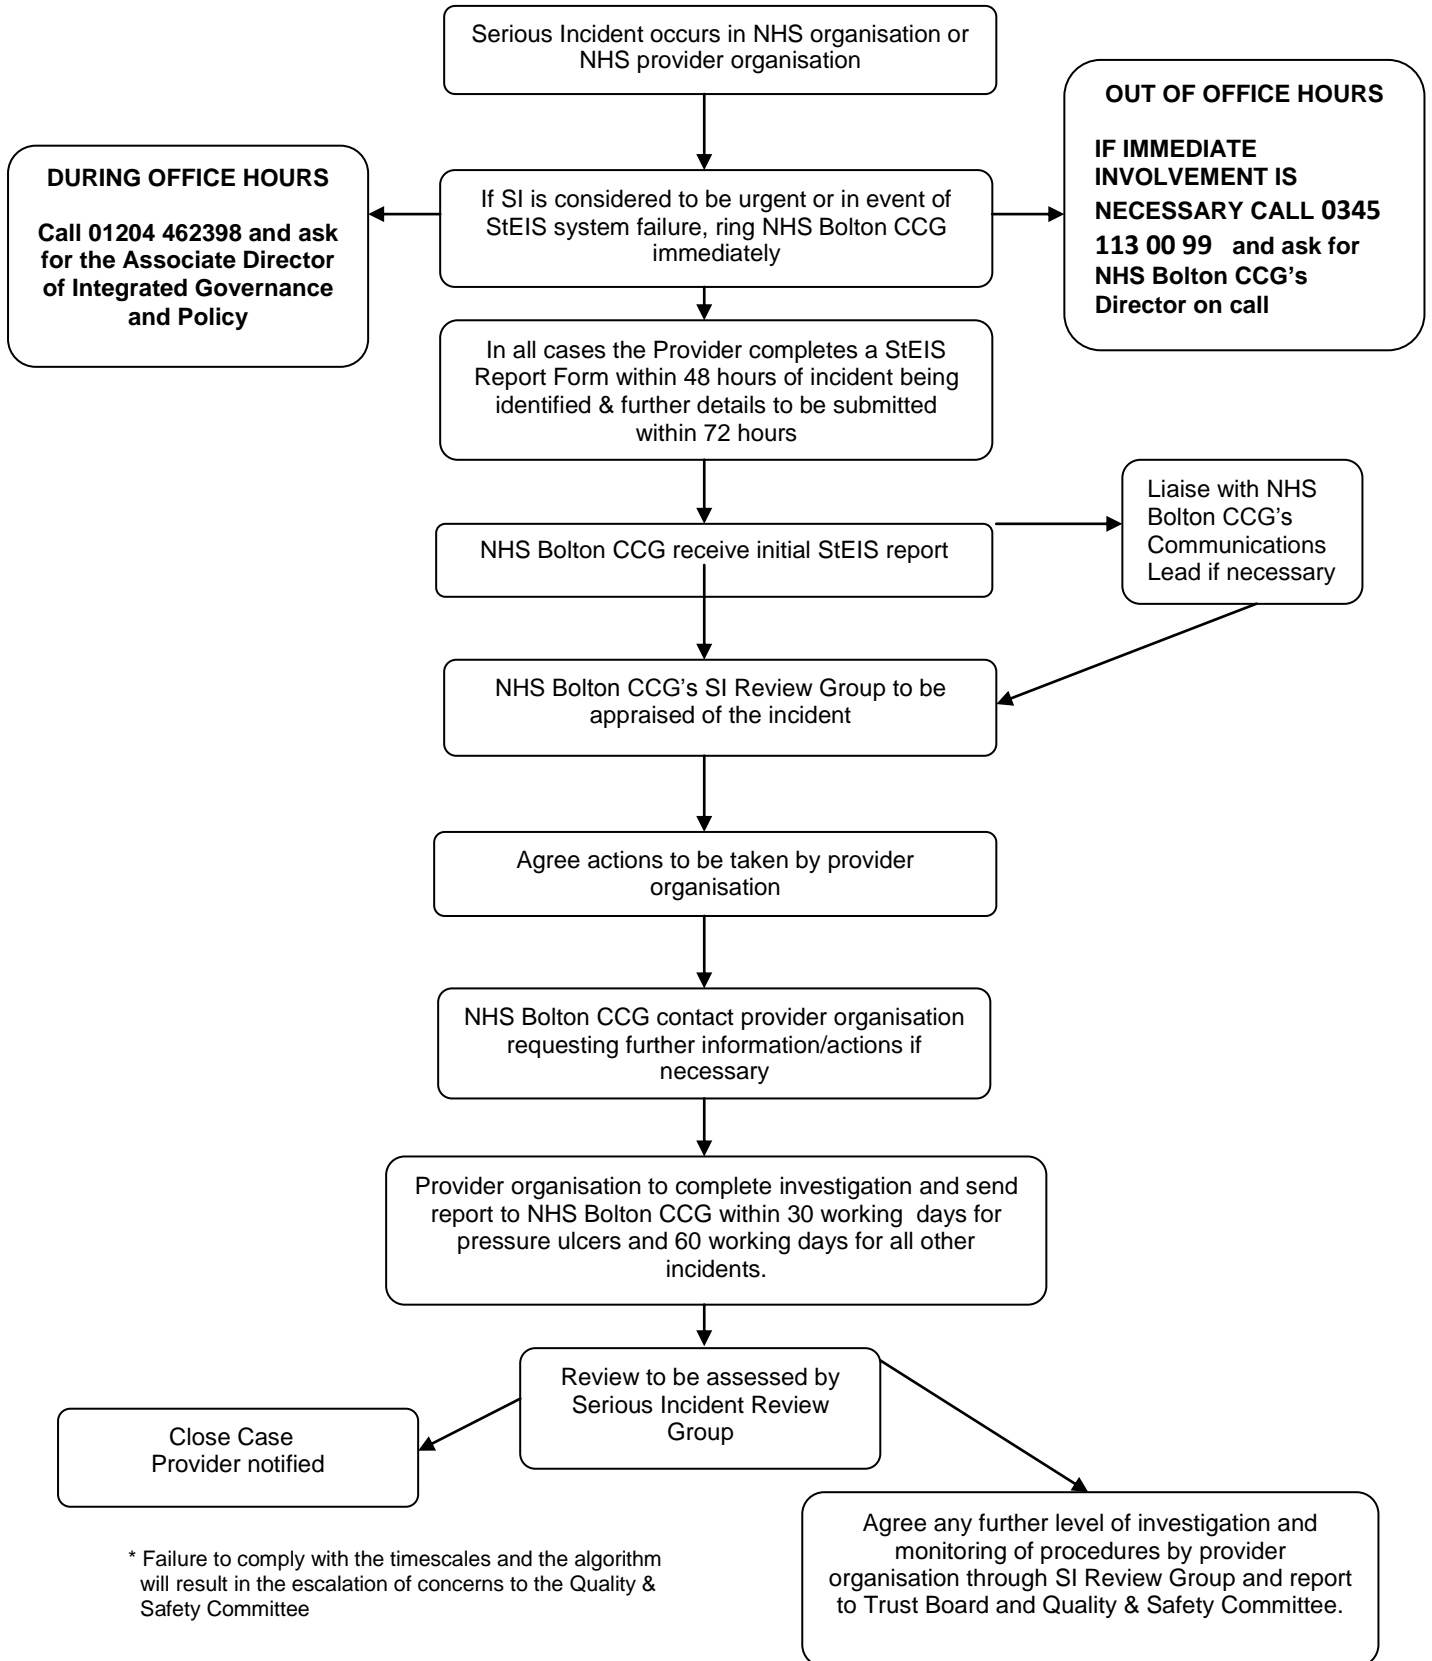 Serious Incident occurs in NHS organisation or
NHS provider organisation
OUT OF OFFICE HOURS
IF IMMEDIATE
INVOLVEMENT IS
NECESSARY CALL 0345
113 00 99 and ask for
NHS Bolton CCG’s
Director on call
DURING OFFICE HOURS
Call 01204 462398 and ask
for the Associate Director
of Integrated Governance
and Policy
If SI is considered to be urgent or in event of
StEIS system failure, ring NHS Bolton CCG
immediately
In all cases the Provider completes a StEIS
Report Form within 48 hours of incident being
identified & further details to be submitted
within 72 hours
Liaise with NHS
Bolton CCG’s
Communications
Lead if necessary
NHS Bolton CCG receive initial StEIS report
NHS Bolton CCG’s SI Review Group to be
appraised of the incident
Agree actions to be taken by provider
organisation
NHS Bolton CCG contact provider organisation
requesting further information/actions if
necessary
Provider organisation to complete investigation and send
report to NHS Bolton CCG within 30 working days for
pressure ulcers and 60 working days for all other
incidents.
Review to be assessed by
Serious Incident Review
Group
Close Case
Provider notified
Agree any further level of investigation and
monitoring of procedures by provider
organisation through SI Review Group and report
to Trust Board and Quality & Safety Committee.
* Failure to comply with the timescales and the algorithm
will result in the escalation of concerns to the Quality &
Safety Committee